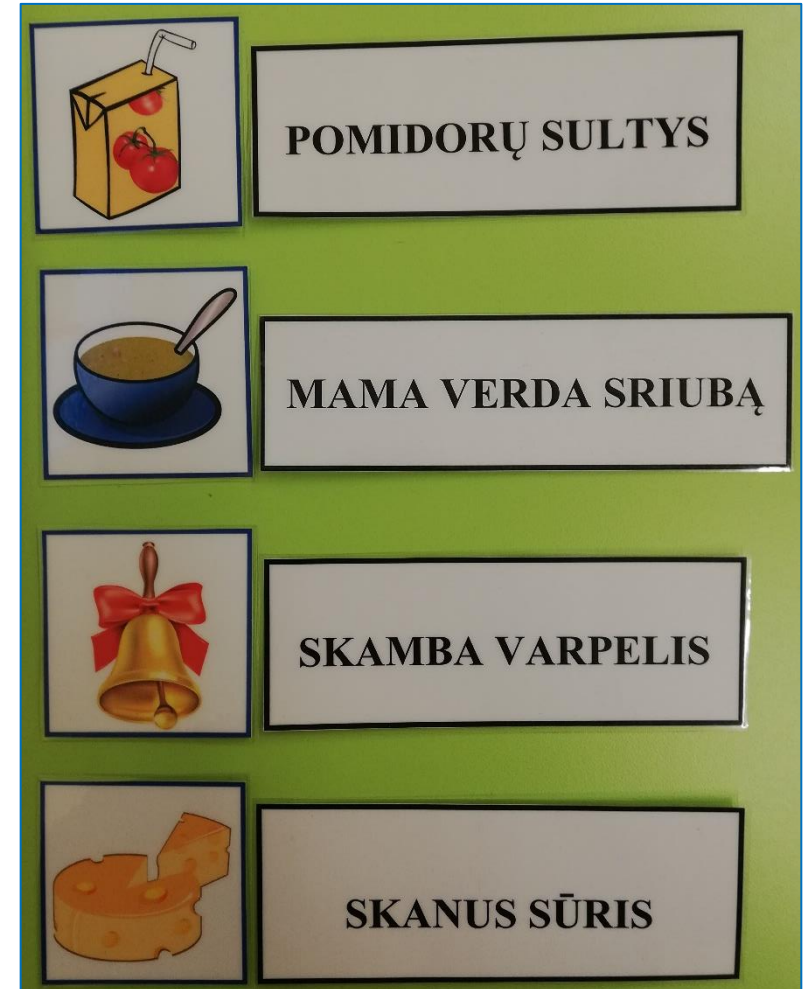 POMIDORŲ SULTYS
MAMA VERDA SRIUBĄ
SKAMBA VARPELIS
SKANUS SŪRIS